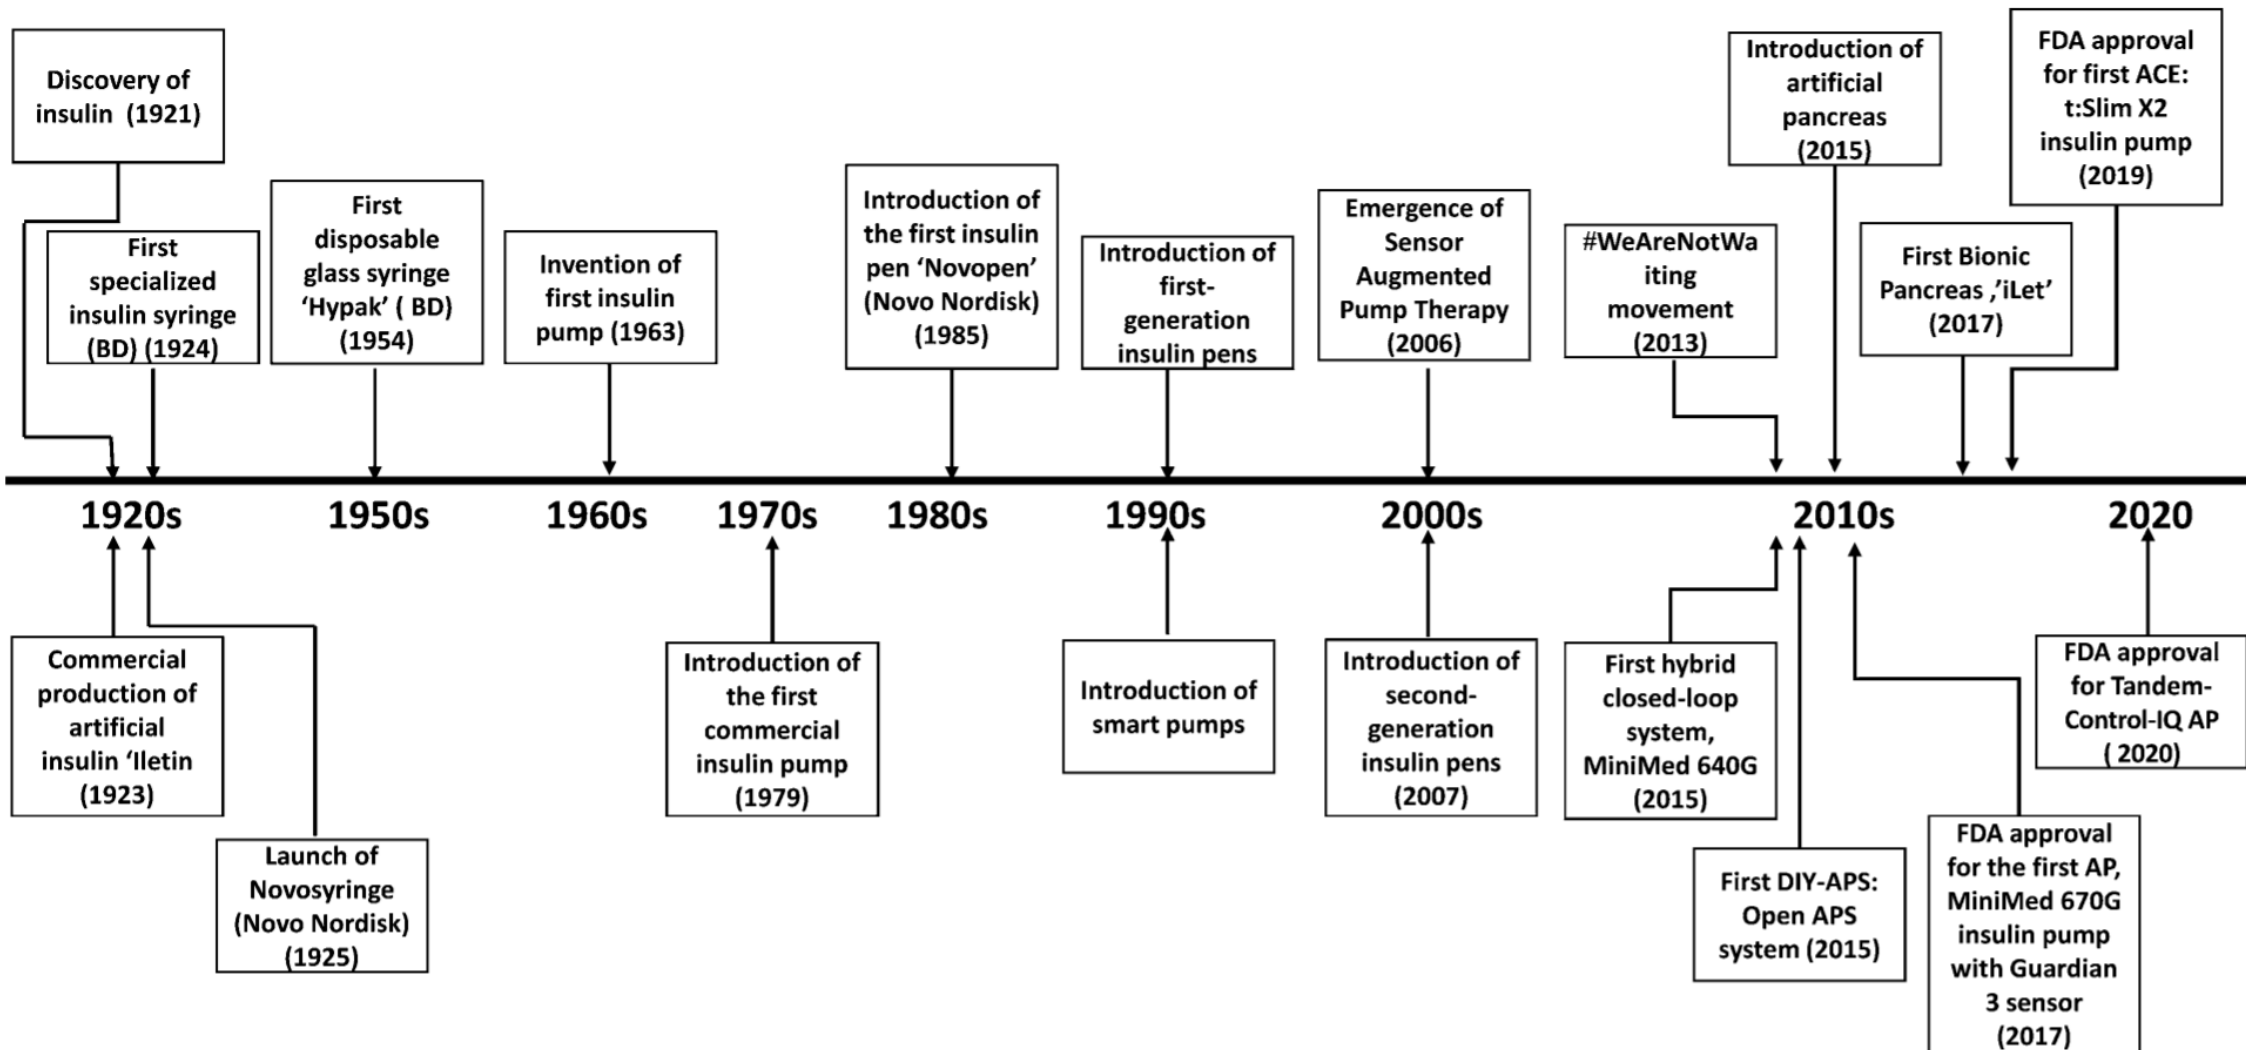 Discovery of
insulin  (1921)
First
specialized
insulin syringe
(BD) (1924)
First
disposable
glass syringe
‘Hypak’ ( BD)
(1954)
Invention of
first insulin
pump (1963)
Introduction of
the first insulin
pen ‘Novopen’
(Novo Nordisk)
(1985)
Introduction of
first-
generation
insulin pens
Emergence of
Sensor
Augmented
Pump Therapy
(2006)
#WeAreNotWa
iting
movement
(2013)
Introduction of
artificial
pancreas
(2015)
First Bionic
Pancreas ,’iLet’
(2017)
FDA approval
for first ACE:
t:Slim X2
insulin pump
(2019)
1920s
1950s
1960s
1970s
1980s
1990s
2000s
2010s
2020
Commercial
production of
artificial
insulin ‘Iletin
(1923)
Launch of
Novosyringe
(Novo Nordisk)
(1925)
Introduction of
the first
commercial
insulin pump
(1979)
Introduction of
smart pumps
Introduction of
second-
generation
insulin pens
(2007)
First hybrid
closed-loop
system,
MiniMed 640G
(2015)
First DIY-APS:
Open APS
system (2015)
FDA approval
for the first AP,
MiniMed 670G
insulin pump
with Guardian
3 sensor
(2017)
FDA approval
for Tandem-
Control-IQ AP
( 2020)